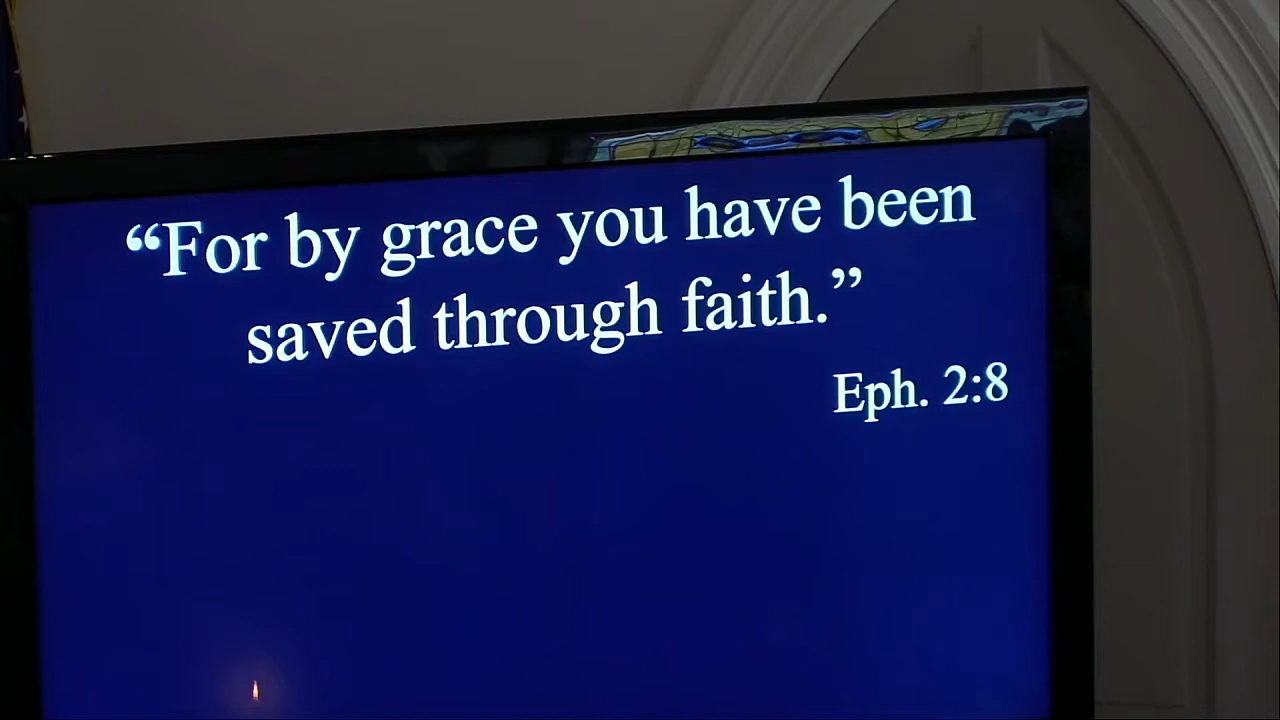 “For by grace you have been
saved through faith.”
Eph. 2:8